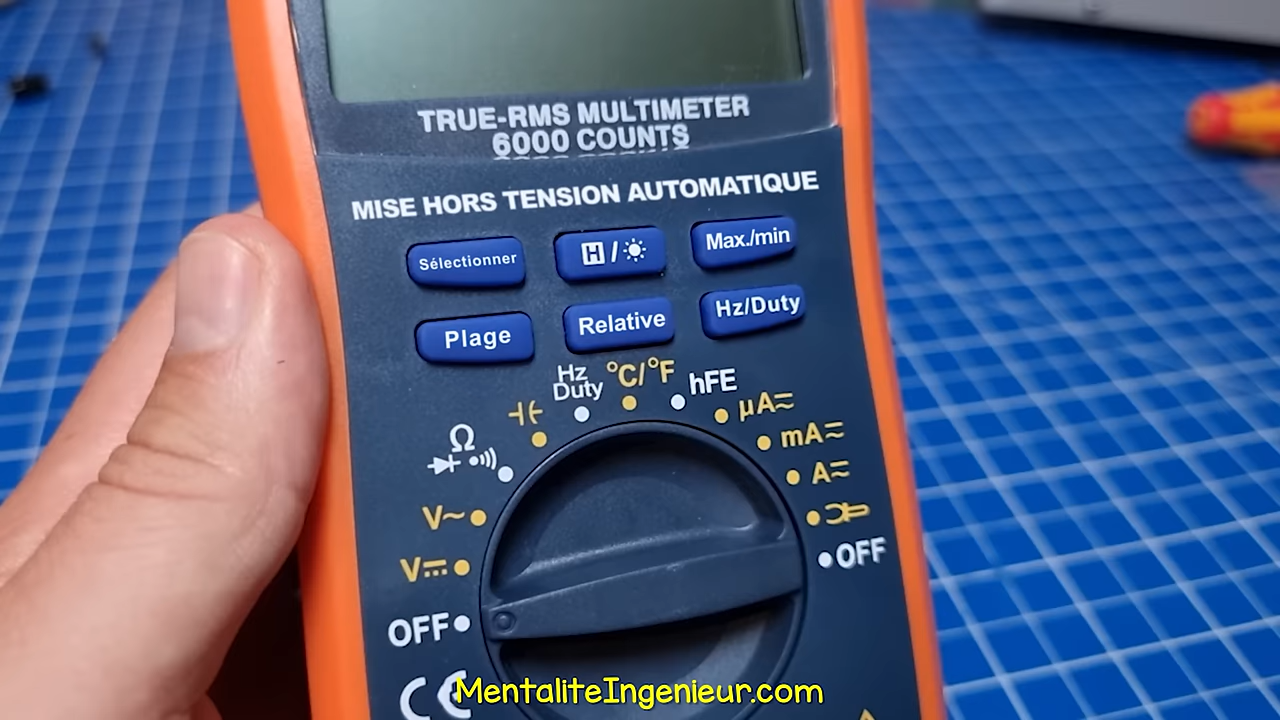 TRUE-RMS MULTIMETER
6000 COUNTS
MISE HORS TENSION AUTOMATIQUE
Sélectionner
H / 
Max./min
Plage
Relative
Hz/Duty
Hz
Duty
°C/°F
hFE
µA
mA
A
Ω
V~
V
OFF
OFF
CE
MentaliteIngenieur.com